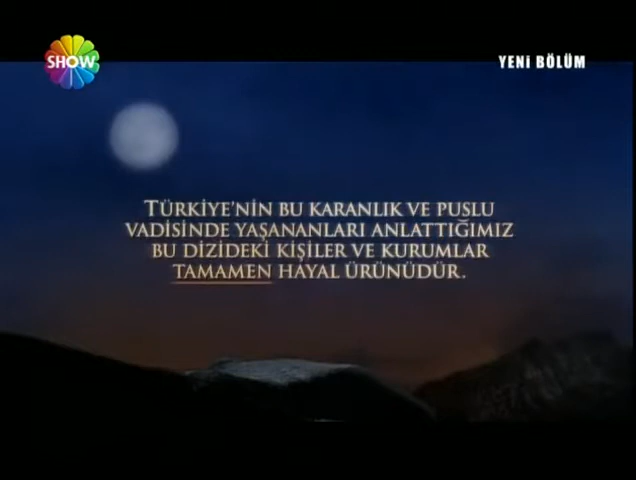 SHOW
YENİ BÖLÜM
TÜRKİYE'NİN BU KARANLIK VE PUSLU
VADİSİNDE YAŞANANLARI ANLATTIĞIMIZ
BU DİZİDEKİ KİŞİLER VE KURUMLAR
TAMAMEN HAYAL ÜRÜNÜDÜR.